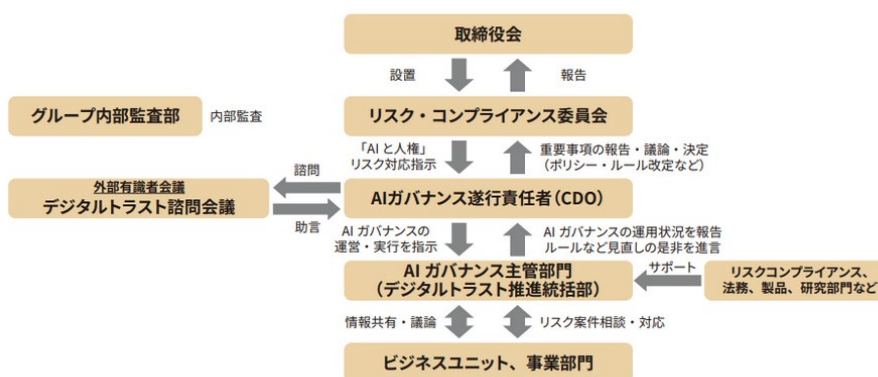 取締役会
設置
報告
グループ内部監査部
内部監査
リスク・コンプライアンス委員会
「AI と人権」
リスク対応指示
重要事項の報告・議論・決定
（ポリシー・ルール改定など）
諮問
外部有識者会議
デジタルトラスト諮問会議
助言
AIガバナンス遂行責任者（CDO）
AI ガバナンスの
運営・実行を指示
AI ガバナンスの運用状況を報告
ルールなど見直しの是非を進言
AI ガバナンス主管部門
（デジタルトラスト推進統括部）
サポート
リスクコンプライアンス、
法務、製品、研究部門など
情報共有・議論
リスク案件相談・対応
ビジネスユニット、事業部門